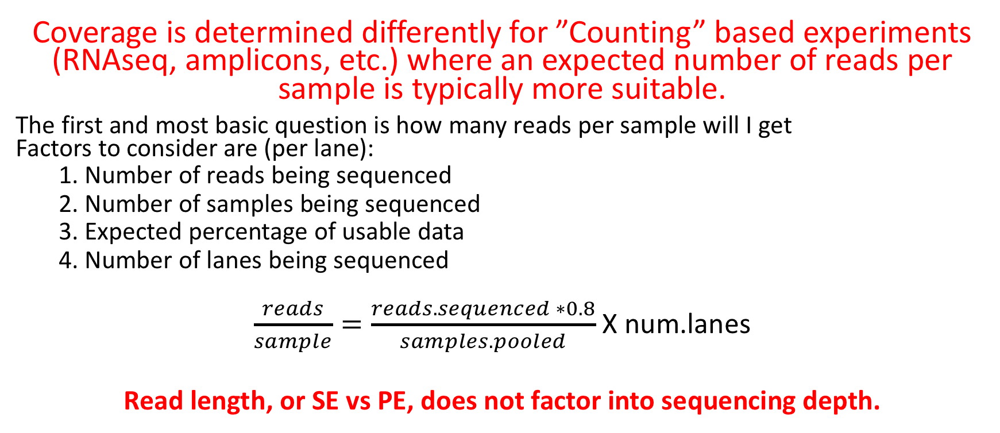 Coverage is determined differently for ”Counting” based experiments
(RNAseq, amplicons, etc.) where an expected number of reads per
sample is typically more suitable.
The first and most basic question is how many reads per sample will I get
Factors to consider are (per lane):
1. Number of reads being sequenced
2. Number of samples being sequenced
3. Expected percentage of usable data
4. Number of lanes being sequenced
reads/sample = reads.sequenced *0.8/samples.pooled X num.lanes
Read length, or SE vs PE, does not factor into sequencing depth.